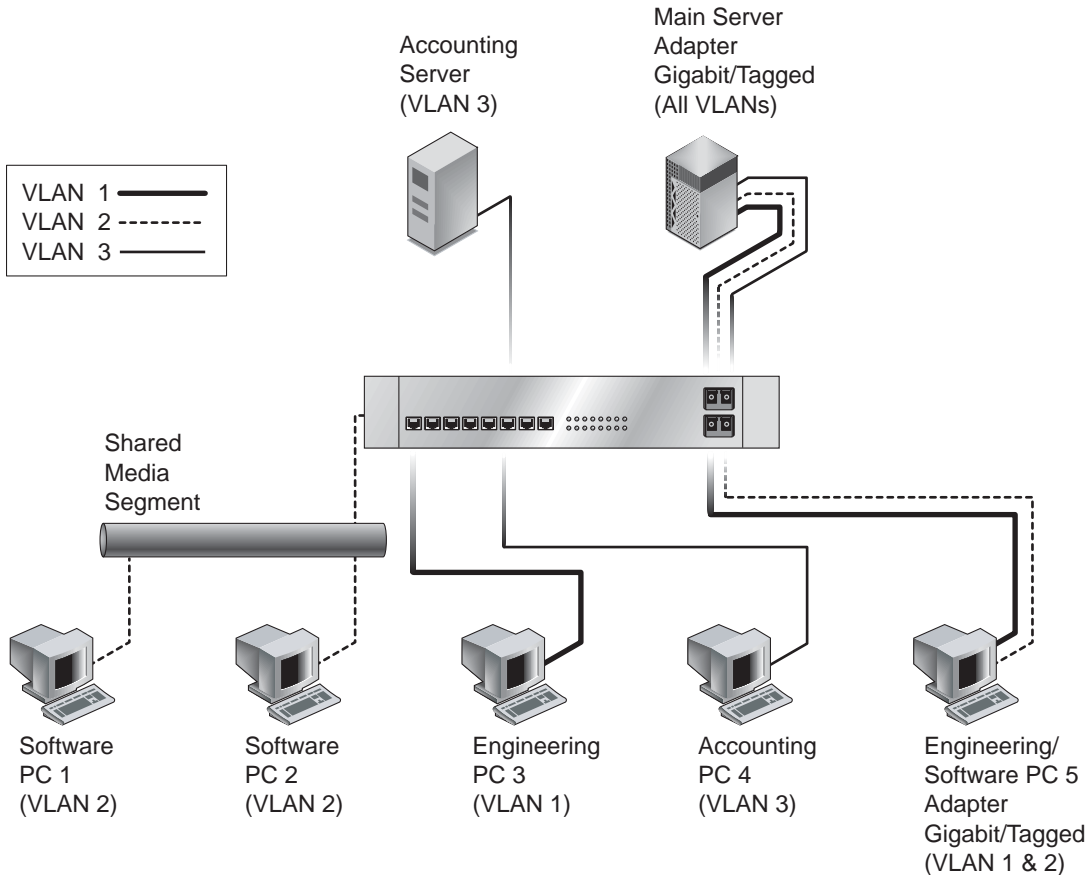 Accounting
Server
(VLAN 3)
Main Server
Adapter
Gigabit/Tagged
(All VLANs)
VLAN 1
VLAN 2
VLAN 3
Shared
Media
Segment
Software
PC 1
(VLAN 2)
Software
PC 2
(VLAN 2)
Engineering
PC 3
(VLAN 1)
Accounting
PC 4
(VLAN 3)
Engineering/
Software PC 5
Adapter
Gigabit/Tagged
(VLAN 1 & 2)